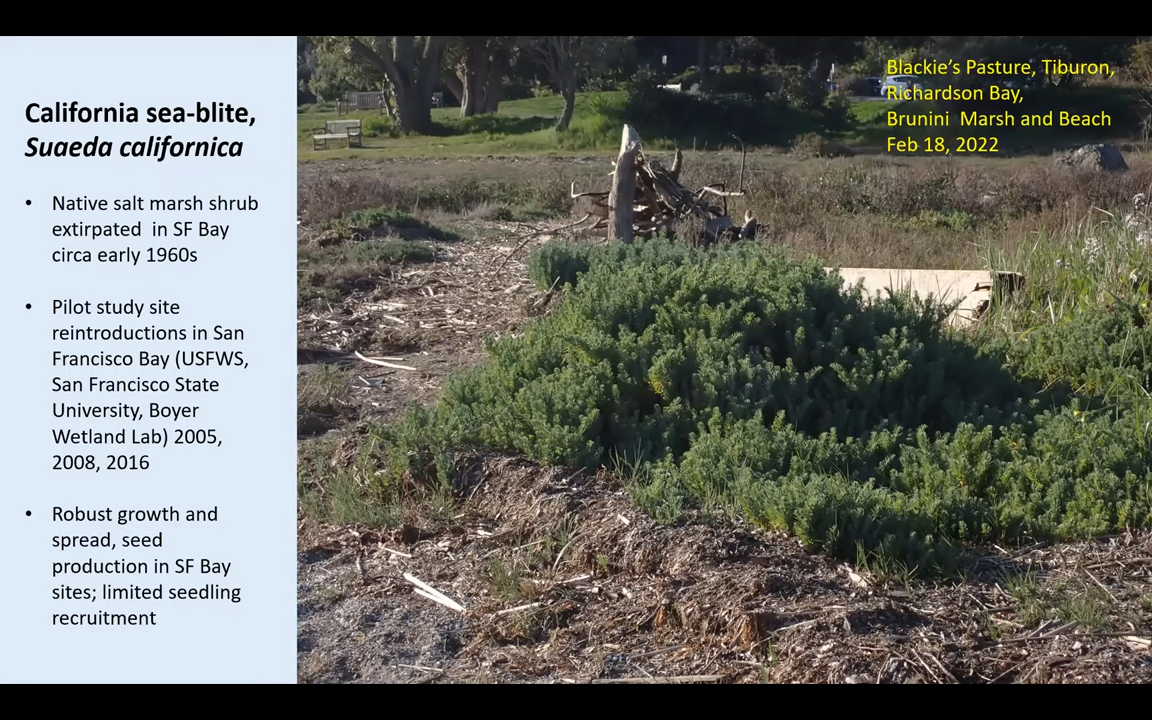 California sea-blite,
Suaeda californica
• Native salt marsh shrub
extirpated in SF Bay
circa early 1960s
• Pilot study site
reintroductions in San
Francisco Bay (USFWS,
San Francisco State
University, Boyer
Wetland Lab) 2005,
2008, 2016
• Robust growth and
spread, seed
production in SF Bay
sites; limited seedling
recruitment
Blackie’s Pasture, Tiburon,
Richardson Bay,
Brunini Marsh and Beach
Feb 18, 2022